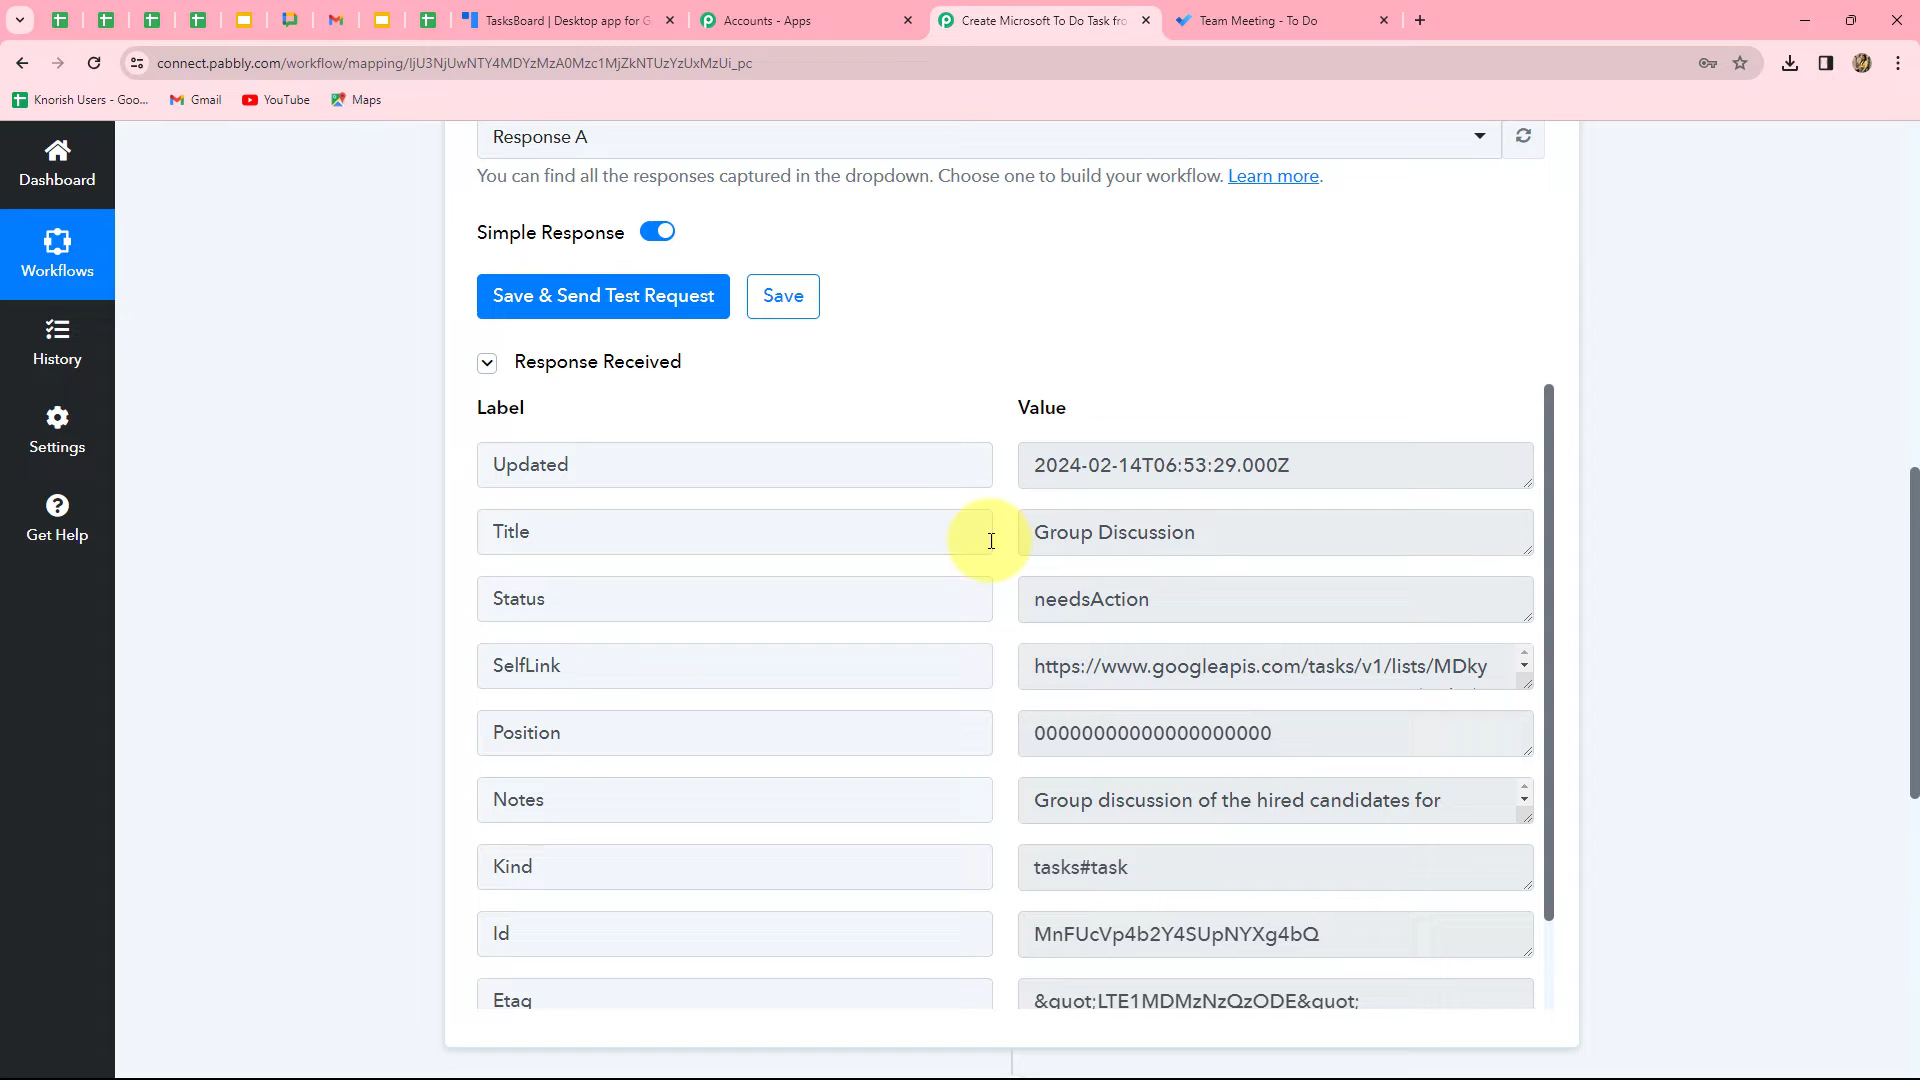 TasksBoard | Desktop app for G
Accounts - Apps
Create Microsoft To Do Task fro
Team Meeting - To Do
connect.pabbly.com/workflow/mapping/IjU3NjUwNTY4MDYzMzA0Mzc1MjZkNTUzYzUxMzUi_pc
Knorish Users - Goo...
Gmail
YouTube
Maps
Dashboard
Workflows
History
Settings
Get Help
Response A
You can find all the responses captured in the dropdown. Choose one to build your workflow. Learn more.
Simple Response
Save & Send Test Request
Save
Response Received
Label
Value
Updated
2024-02-14T06:53:29.000Z
Title
Group Discussion
Status
needsAction
SelfLink
https://www.googleapis.com/tasks/v1/lists/MDky
Position
00000000000000000000
Notes
Group discussion of the hired candidates for
Kind
tasks#task
Id
MnFUcVp4b2Y4SUpNYXg4bQ
Etag
&quot;LTE1MDMzNzQzODE&quot;